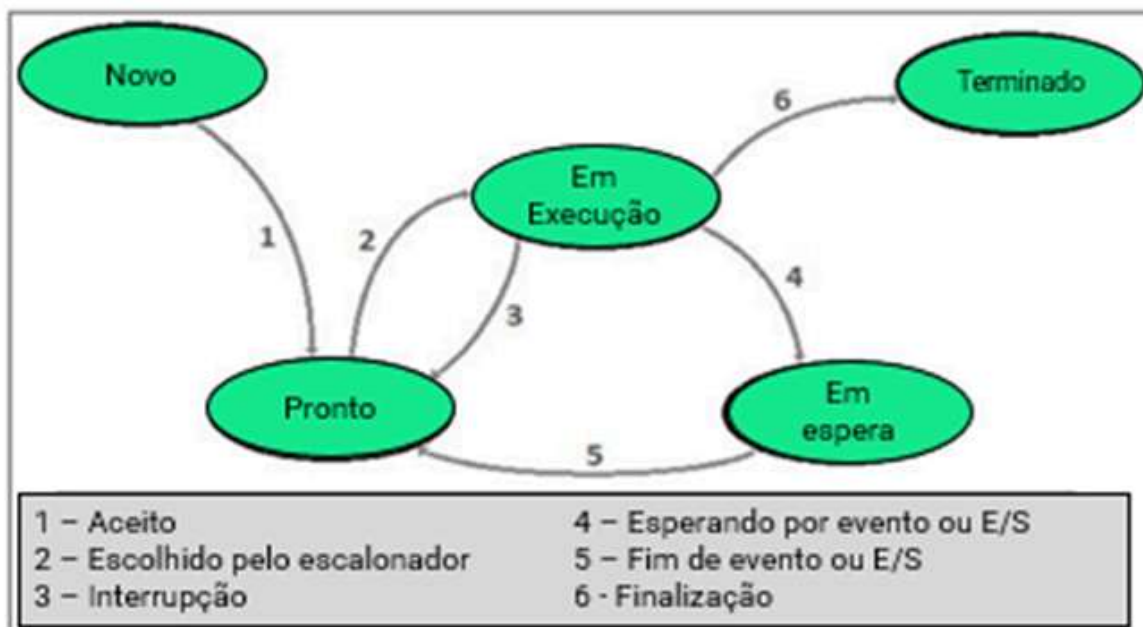 Novo
Terminado
6
Em
Execução
1
2
3
4
Pronto
Em
espera
5
1 – Aceito
2 – Escolhido pelo escalonador
3 – Interrupção
4 – Esperando por evento ou E/S
5 – Fim de evento ou E/S
6 - Finalização